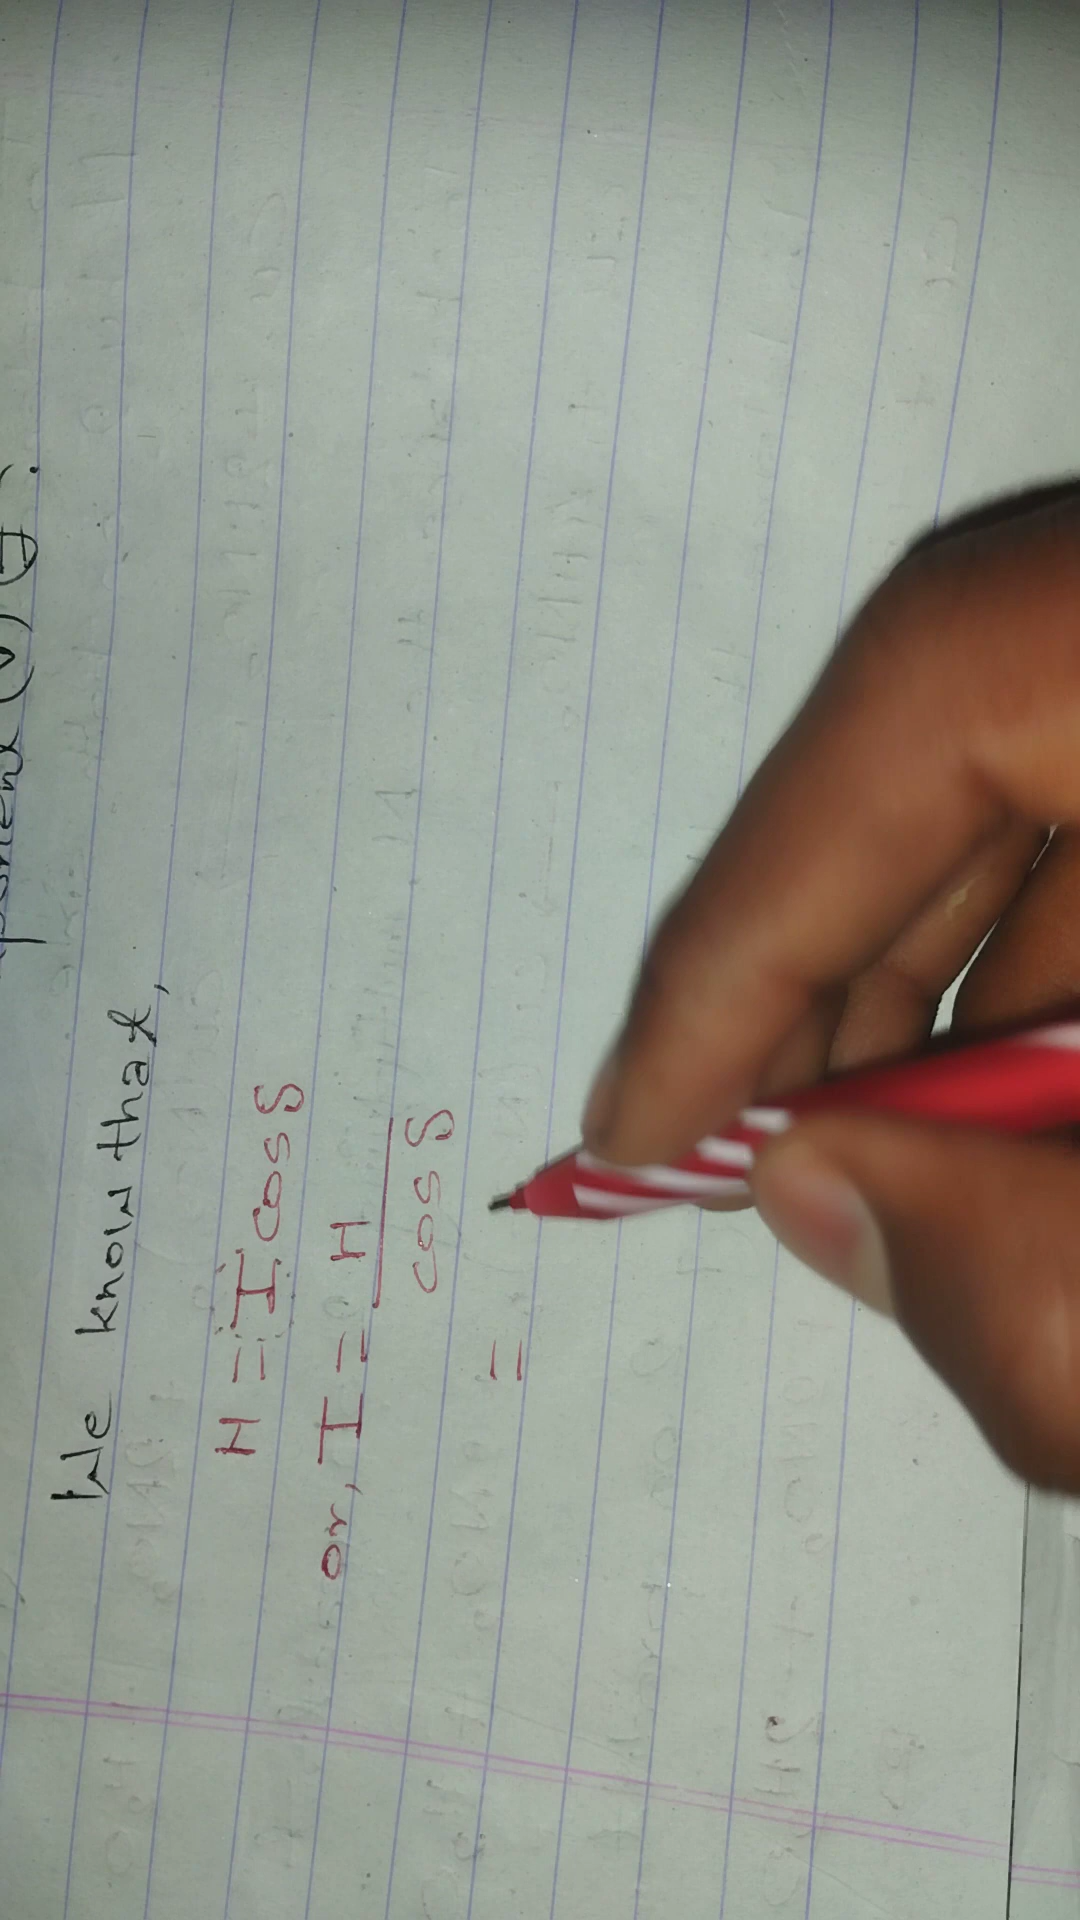 (V) = ?.
We know that,
H = I cos δ
or, I = H
cos δ
=